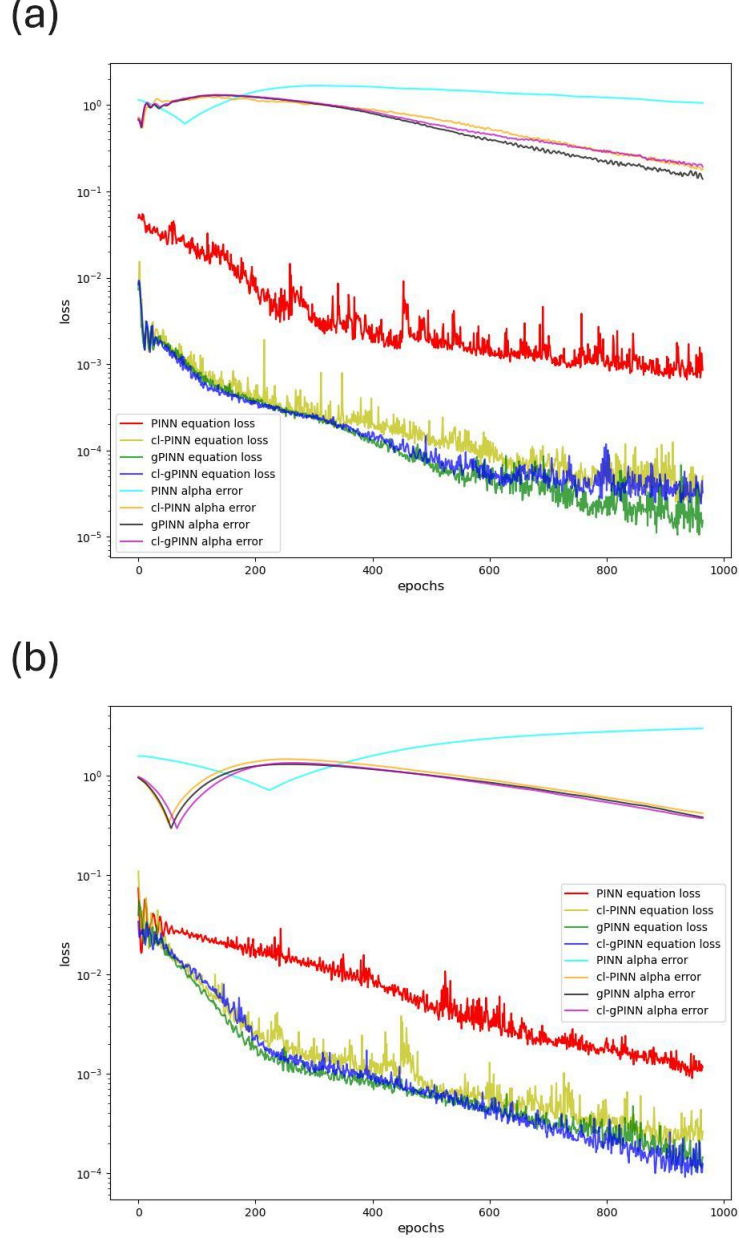 (a)
10^0
10^-1
10^-2
10^-3
10^-4
10^-5
loss
PINN equation loss
cl-PINN equation loss
gPINN equation loss
cl-gPINN equation loss
PINN alpha error
cl-PINN alpha error
gPINN alpha error
cl-gPINN alpha error
0 200 400 600 800 1000
epochs
(b)
10^0
10^-1
10^-2
10^-3
10^-4
loss
PINN equation loss
cl-PINN equation loss
gPINN equation loss
cl-gPINN equation loss
PINN alpha error
cl-PINN alpha error
gPINN alpha error
cl-gPINN alpha error
0 200 400 600 800 1000
epochs